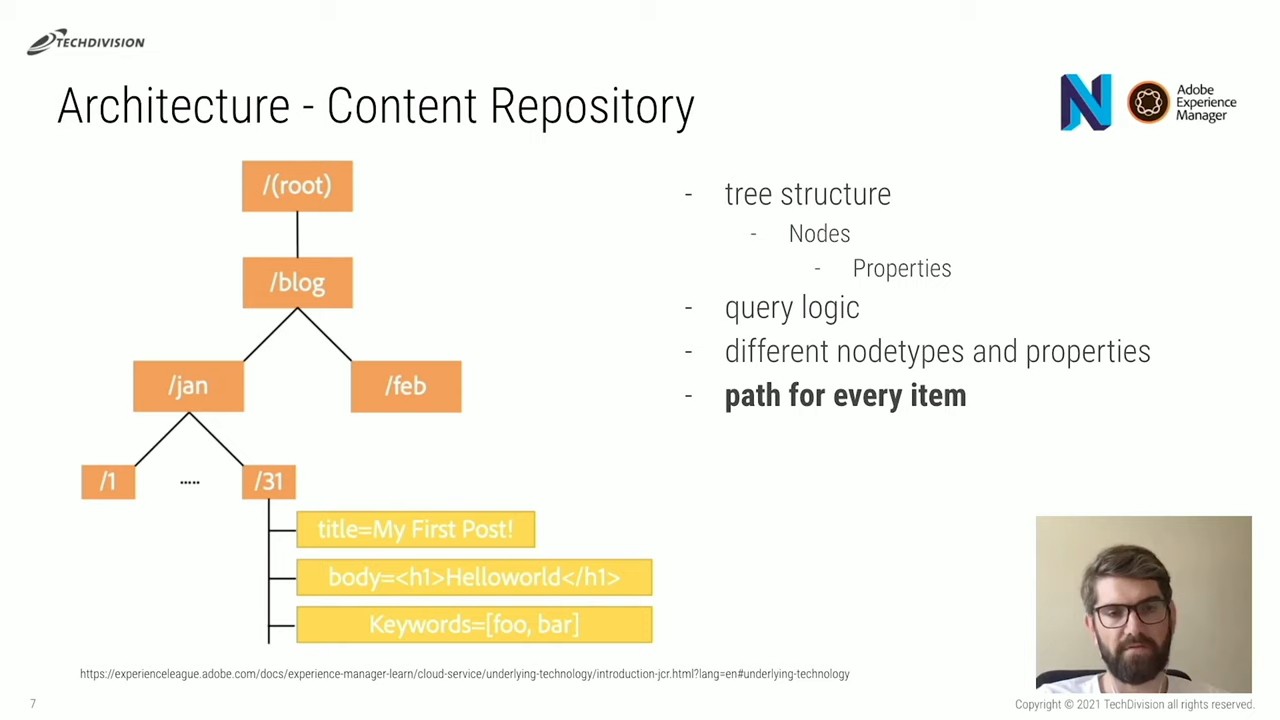 TECHDIVISION
Architecture - Content Repository
Adobe
Experience
Manager
/(root)
/blog
/jan
/feb
/1
.....
/31
title=My First Post!
body=<h1>Helloworld</h1>
Keywords=[foo, bar]
- tree structure
- Nodes
- Properties
- query logic
- different nodetypes and properties
- path for every item
https://experienceleague.adobe.com/docs/experience-manager-learn/cloud-service/underlying-technology/introduction-jcr.html?lang=en#underlying-technology
7
Copyright © 2021 TechDivision all rights reserved.